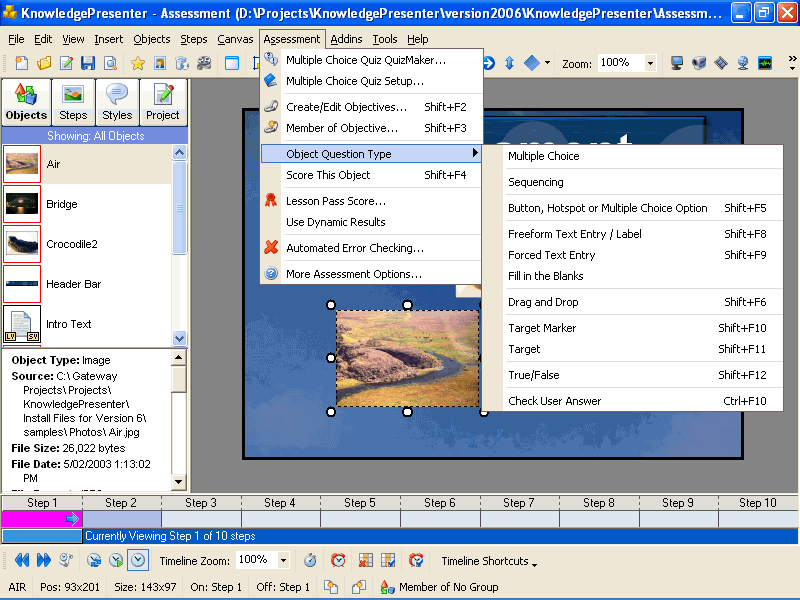 KnowledgePresenter - Assessment (D:\Projects\KnowledgePresenter\version2006\KnowledgePresenter\Assessm...
File Edit View Insert Objects Steps Canvas Assessment Addins Tools Help
Zoom: 100%
Multiple Choice Quiz QuizMaker...
Multiple Choice Quiz Setup...
Create/Edit Objectives... Shift+F2
Member of Objective... Shift+F3
Object Question Type
Score This Object Shift+F4
Lesson Pass Score...
Use Dynamic Results
Automated Error Checking...
More Assessment Options...
Multiple Choice
Sequencing
Button, Hotspot or Multiple Choice Option Shift+F5
Freeform Text Entry / Label Shift+F8
Forced Text Entry Shift+F9
Fill in the Blanks
Drag and Drop Shift+F6
Target Marker Shift+F10
Target Shift+F11
True/False Shift+F12
Check User Answer Ctrl+F10
Objects Steps Styles Project
Showing: All Objects
Air
Bridge
Crocodile2
Header Bar
Intro Text
Object Type: Image
Source: C:\Gateway
Projects\Projects\
KnowledgePresenter\
Install Files for Version 6\
samples\Photos\Air.jpg
File Size: 26,022 bytes
File Date: 5/02/2003 1:13:02
PM
Step 1 Step 2 Step 3 Step 4 Step 5 Step 6 Step 7 Step 8 Step 9 Step 10
Currently Viewing Step 1 of 10 steps
Timeline Zoom: 100% Timeline Shortcuts
AIR Pos: 93x201 Size: 143x97 On: Step 1 Off: Step 1 Member of No Group